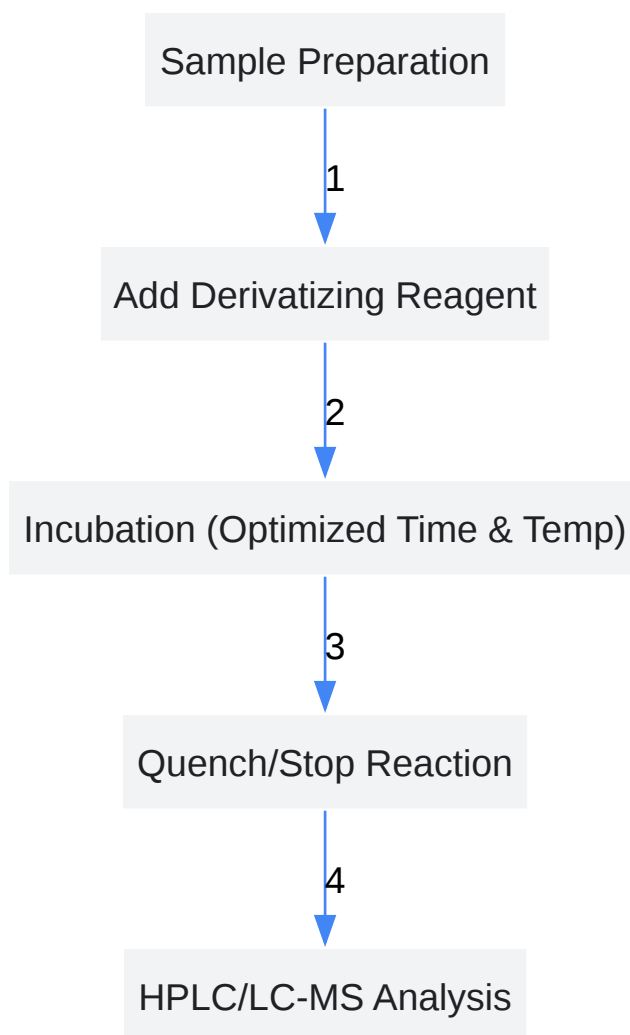 Sample Preparation
1
Add Derivatizing Reagent
2
Incubation (Optimized Time & Temp)
3
Quench/Stop Reaction
4
HPLC/LC-MS Analysis